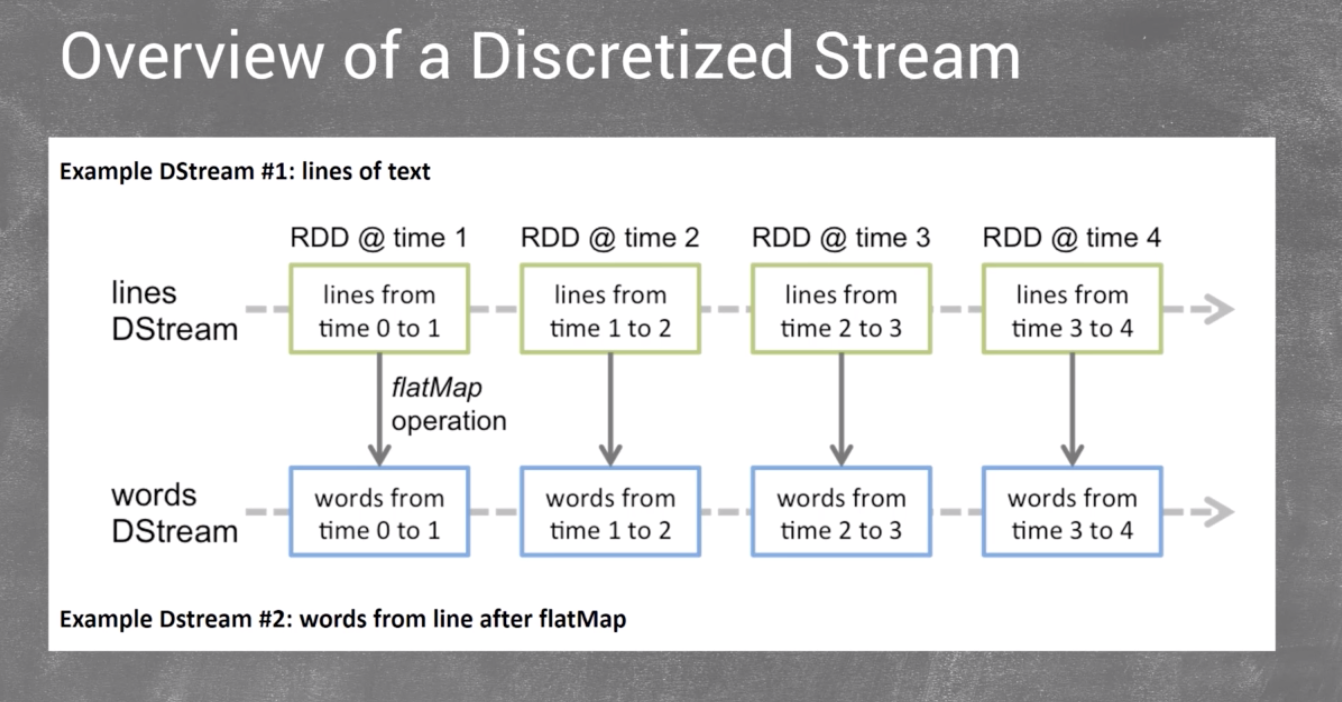 Overview of a Discretized Stream
Example DStream #1: lines of text
RDD @ time 1
RDD @ time 2
RDD @ time 3
RDD @ time 4
lines
DStream
lines from
time 0 to 1
lines from
time 1 to 2
lines from
time 2 to 3
lines from
time 3 to 4
flatMap
operation
words
DStream
words from
time 0 to 1
words from
time 1 to 2
words from
time 2 to 3
words from
time 3 to 4
Example Dstream #2: words from line after flatMap